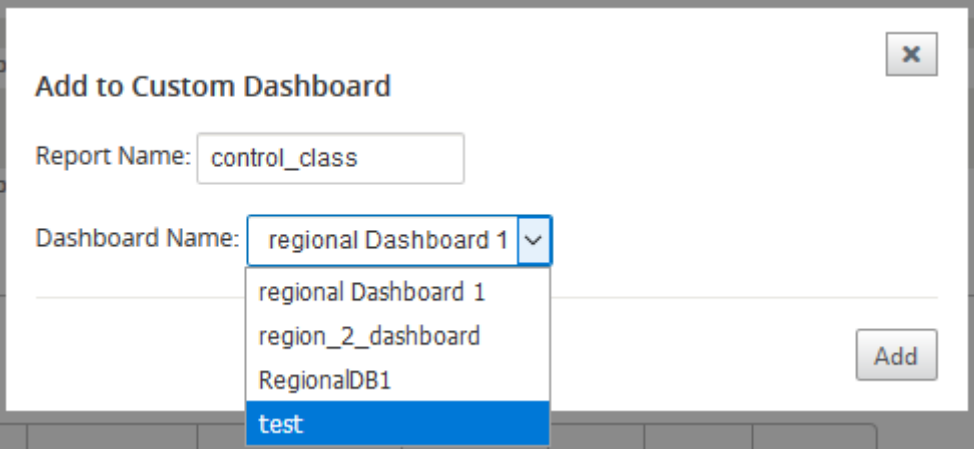 Add to Custom Dashboard
Report Name: control_class
Dashboard Name: regional Dashboard 1
regional Dashboard 1
region_2_dashboard
RegionalDB1
test
Add